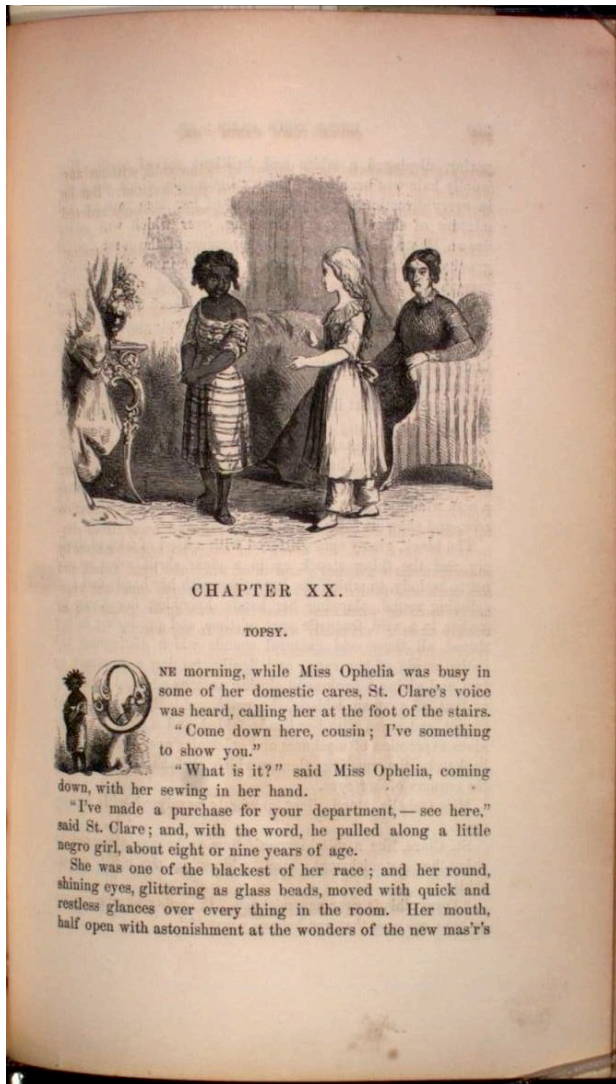 CHAPTER XX.
TOPSY.
ONE morning, while Miss Ophelia was busy in
some of her domestic cares, St. Clare's voice
was heard, calling her at the foot of the stairs.
"Come down here, cousin; I've something
to show you."
"What is it?" said Miss Ophelia, coming
down, with her sewing in her hand.
"I've made a purchase for your department, — see here,"
said St. Clare; and, with the word, he pulled along a little
negro girl, about eight or nine years of age.
She was one of the blackest of her race; and her round,
shining eyes, glittering as glass beads, moved with quick and
restless glances over every thing in the room. Her mouth,
half open with astonishment at the wonders of the new mas'r's